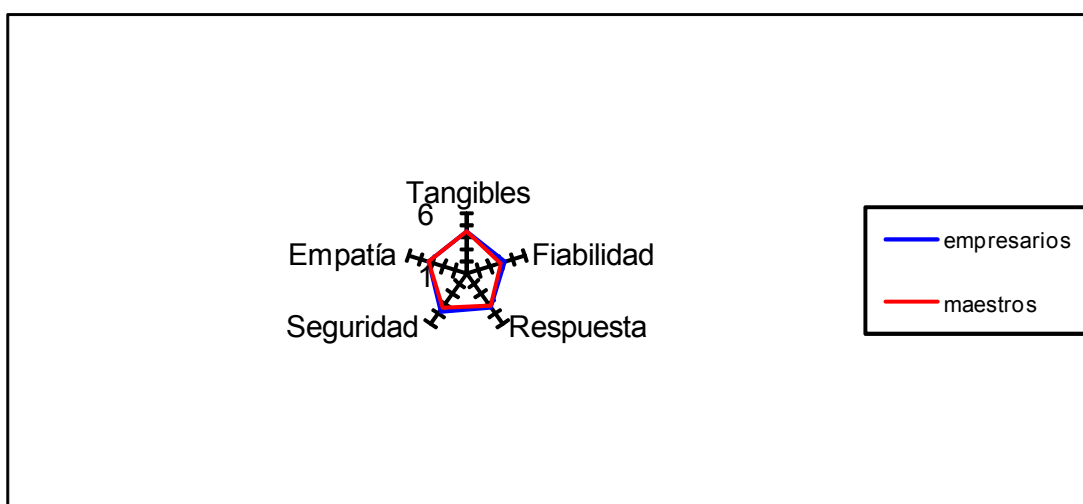 Tangibles
6
Empatía
Fiabilidad
1
Seguridad
Respuesta
empresarios
maestros